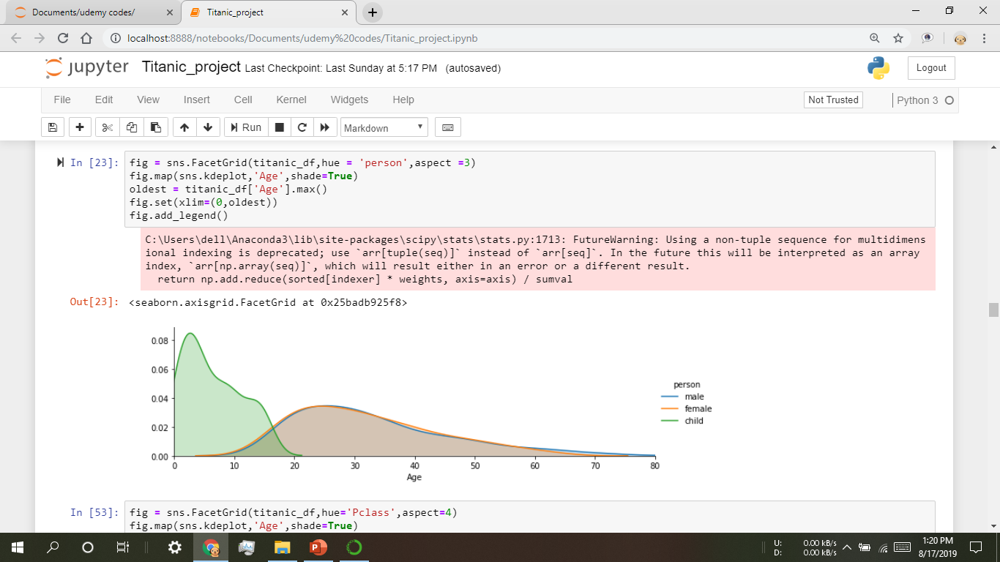 Documents/udemy codes/
Titanic_project
localhost:8888/notebooks/Documents/udemy%20codes/Titanic_project.ipynb
jupyter Titanic_project Last Checkpoint: Last Sunday at 5:17 PM (autosaved)
Logout
File Edit View Insert Cell Kernel Widgets Help
Not Trusted
Python 3
Run
Markdown
In [23]:
fig = sns.FacetGrid(titanic_df,hue = 'person',aspect =3)
fig.map(sns.kdeplot,'Age',shade=True)
oldest = titanic_df['Age'].max()
fig.set(xlim=(0,oldest))
fig.add_legend()
C:\Users\dell\Anaconda3\lib\site-packages\scipy\stats\stats.py:1713: FutureWarning: Using a non-tuple sequence for multidimens
ional indexing is deprecated; use `arr[tuple(seq)]` instead of `arr[seq]`. In the future this will be interpreted as an array
index, `arr[np.array(seq)]`, which will result either in an error or a different result.
return np.add.reduce(sorted[indexer] * weights, axis=axis) / sumval
Out[23]: <seaborn.axisgrid.FacetGrid at 0x25badb925f8>
0.08
0.06
0.04
0.02
0.00
0 10 20 30 40 50 60 70 80
Age
person
male
female
child
In [53]:
fig = sns.FacetGrid(titanic_df,hue='Pclass',aspect=4)
fig.map(sns.kdeplot,'Age',shade=True)
U: 0.00 kB/s
D: 0.00 kB/s
1:20 PM
8/17/2019